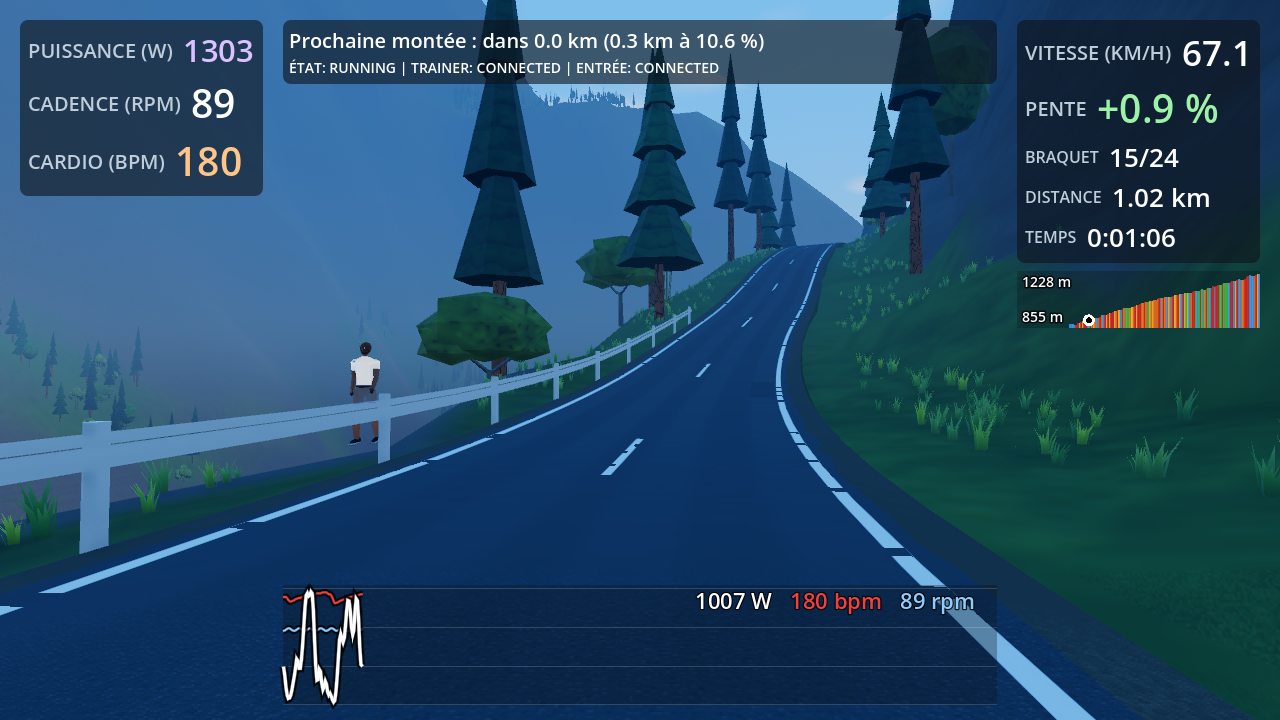 PUISSANCE (W) 1303
CADENCE (RPM) 89
CARDIO (BPM) 180
Prochaine montée : dans 0.0 km (0.3 km à 10.6 %)
ÉTAT: RUNNING | TRAINER: CONNECTED | ENTRÉE: CONNECTED
VITESSE (KM/H) 67.1
PENTE +0.9 %
BRAQUET 15/24
DISTANCE 1.02 km
TEMPS 0:01:06
1228 m
855 m
1007 W 180 bpm 89 rpm